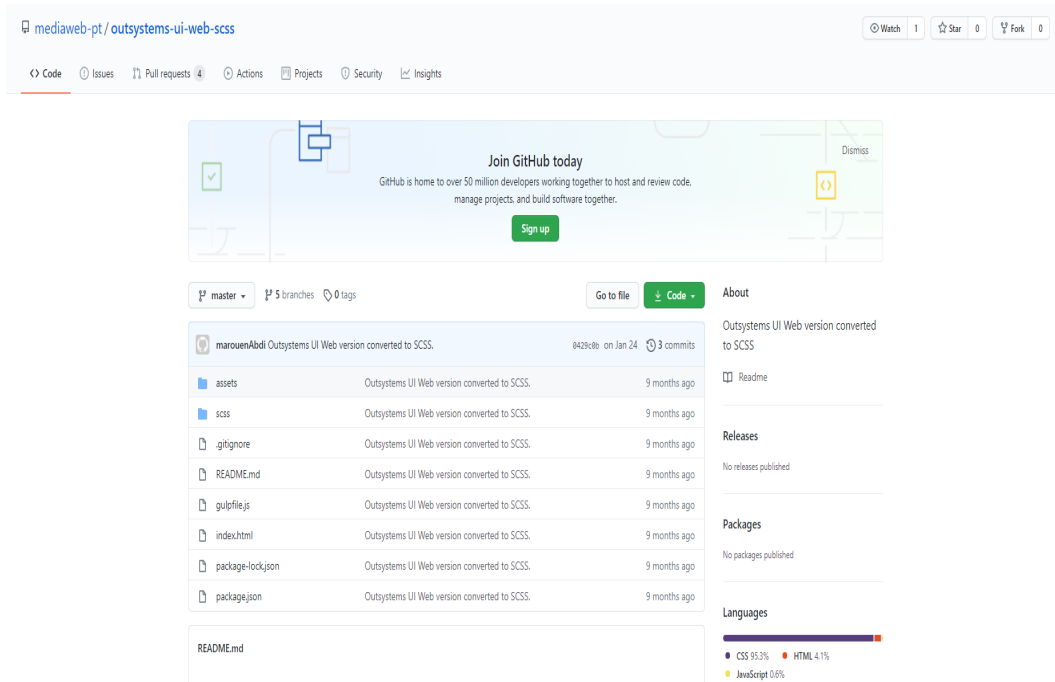 mediaweb-pt / outsystems-ui-web-scss
Watch 1 Star 0 Fork 0
Code Issues Pull requests 4 Actions Projects Security Insights
Join GitHub today
Dismiss
GitHub is home to over 50 million developers working together to host and review code,
manage projects, and build software together.
Sign up
master 5 branches 0 tags
Go to file Code
marouenAbdi Outsystems UI Web version converted to SCSS. 0429c0b on Jan 24 3 commits
assets Outsystems UI Web version converted to SCSS. 9 months ago
scss Outsystems UI Web version converted to SCSS. 9 months ago
.gitignore Outsystems UI Web version converted to SCSS. 9 months ago
README.md Outsystems UI Web version converted to SCSS. 9 months ago
gulpfile.js Outsystems UI Web version converted to SCSS. 9 months ago
index.html Outsystems UI Web version converted to SCSS. 9 months ago
package-lock.json Outsystems UI Web version converted to SCSS. 9 months ago
package.json Outsystems UI Web version converted to SCSS. 9 months ago
README.md
About
Outsystems UI Web version converted
to SCSS
Readme
Releases
No releases published
Packages
No packages published
Languages
CSS 95.3% HTML 4.1%
JavaScript 0.6%